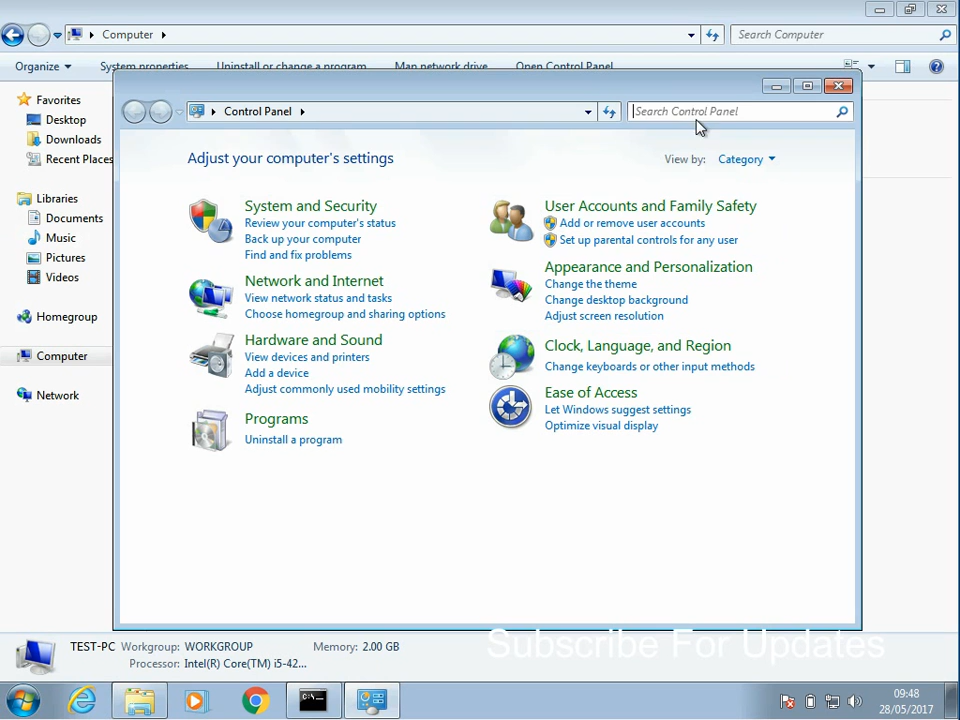 Computer
Search Computer
Organize
System properties
Uninstall or change a program
Map network drive
Open Control Panel
Favorites
Desktop
Downloads
Recent Places
Libraries
Documents
Music
Pictures
Videos
Homegroup
Computer
Network
Control Panel
Search Control Panel
Adjust your computer's settings
View by: Category
System and Security
Review your computer's status
Back up your computer
Find and fix problems
Network and Internet
View network status and tasks
Choose homegroup and sharing options
Hardware and Sound
View devices and printers
Add a device
Adjust commonly used mobility settings
Programs
Uninstall a program
User Accounts and Family Safety
Add or remove user accounts
Set up parental controls for any user
Appearance and Personalization
Change the theme
Change desktop background
Adjust screen resolution
Clock, Language, and Region
Change keyboards or other input methods
Ease of Access
Let Windows suggest settings
Optimize visual display
TEST-PC Workgroup: WORKGROUP Memory: 2.00 GB
Processor: Intel(R) Core(TM) i5-42...
Subscribe For Updates
C:\
09:48
28/05/2017